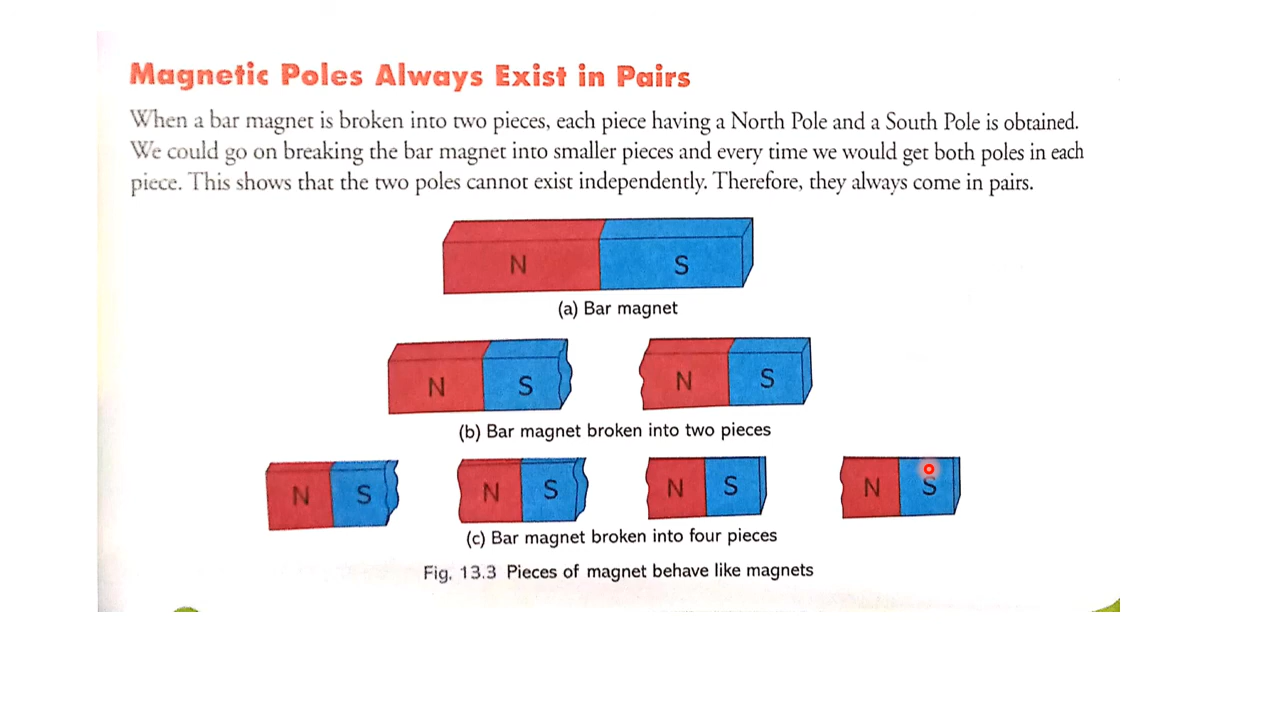 Magnetic Poles Always Exist in Pairs
When a bar magnet is broken into two pieces, each piece having a North Pole and a South Pole is obtained.
We could go on breaking the bar magnet into smaller pieces and every time we would get both poles in each
piece. This shows that the two poles cannot exist independently. Therefore, they always come in pairs.
N S
(a) Bar magnet
N S N S
(b) Bar magnet broken into two pieces
N S N S N S N S
(c) Bar magnet broken into four pieces
Fig. 13.3 Pieces of magnet behave like magnets